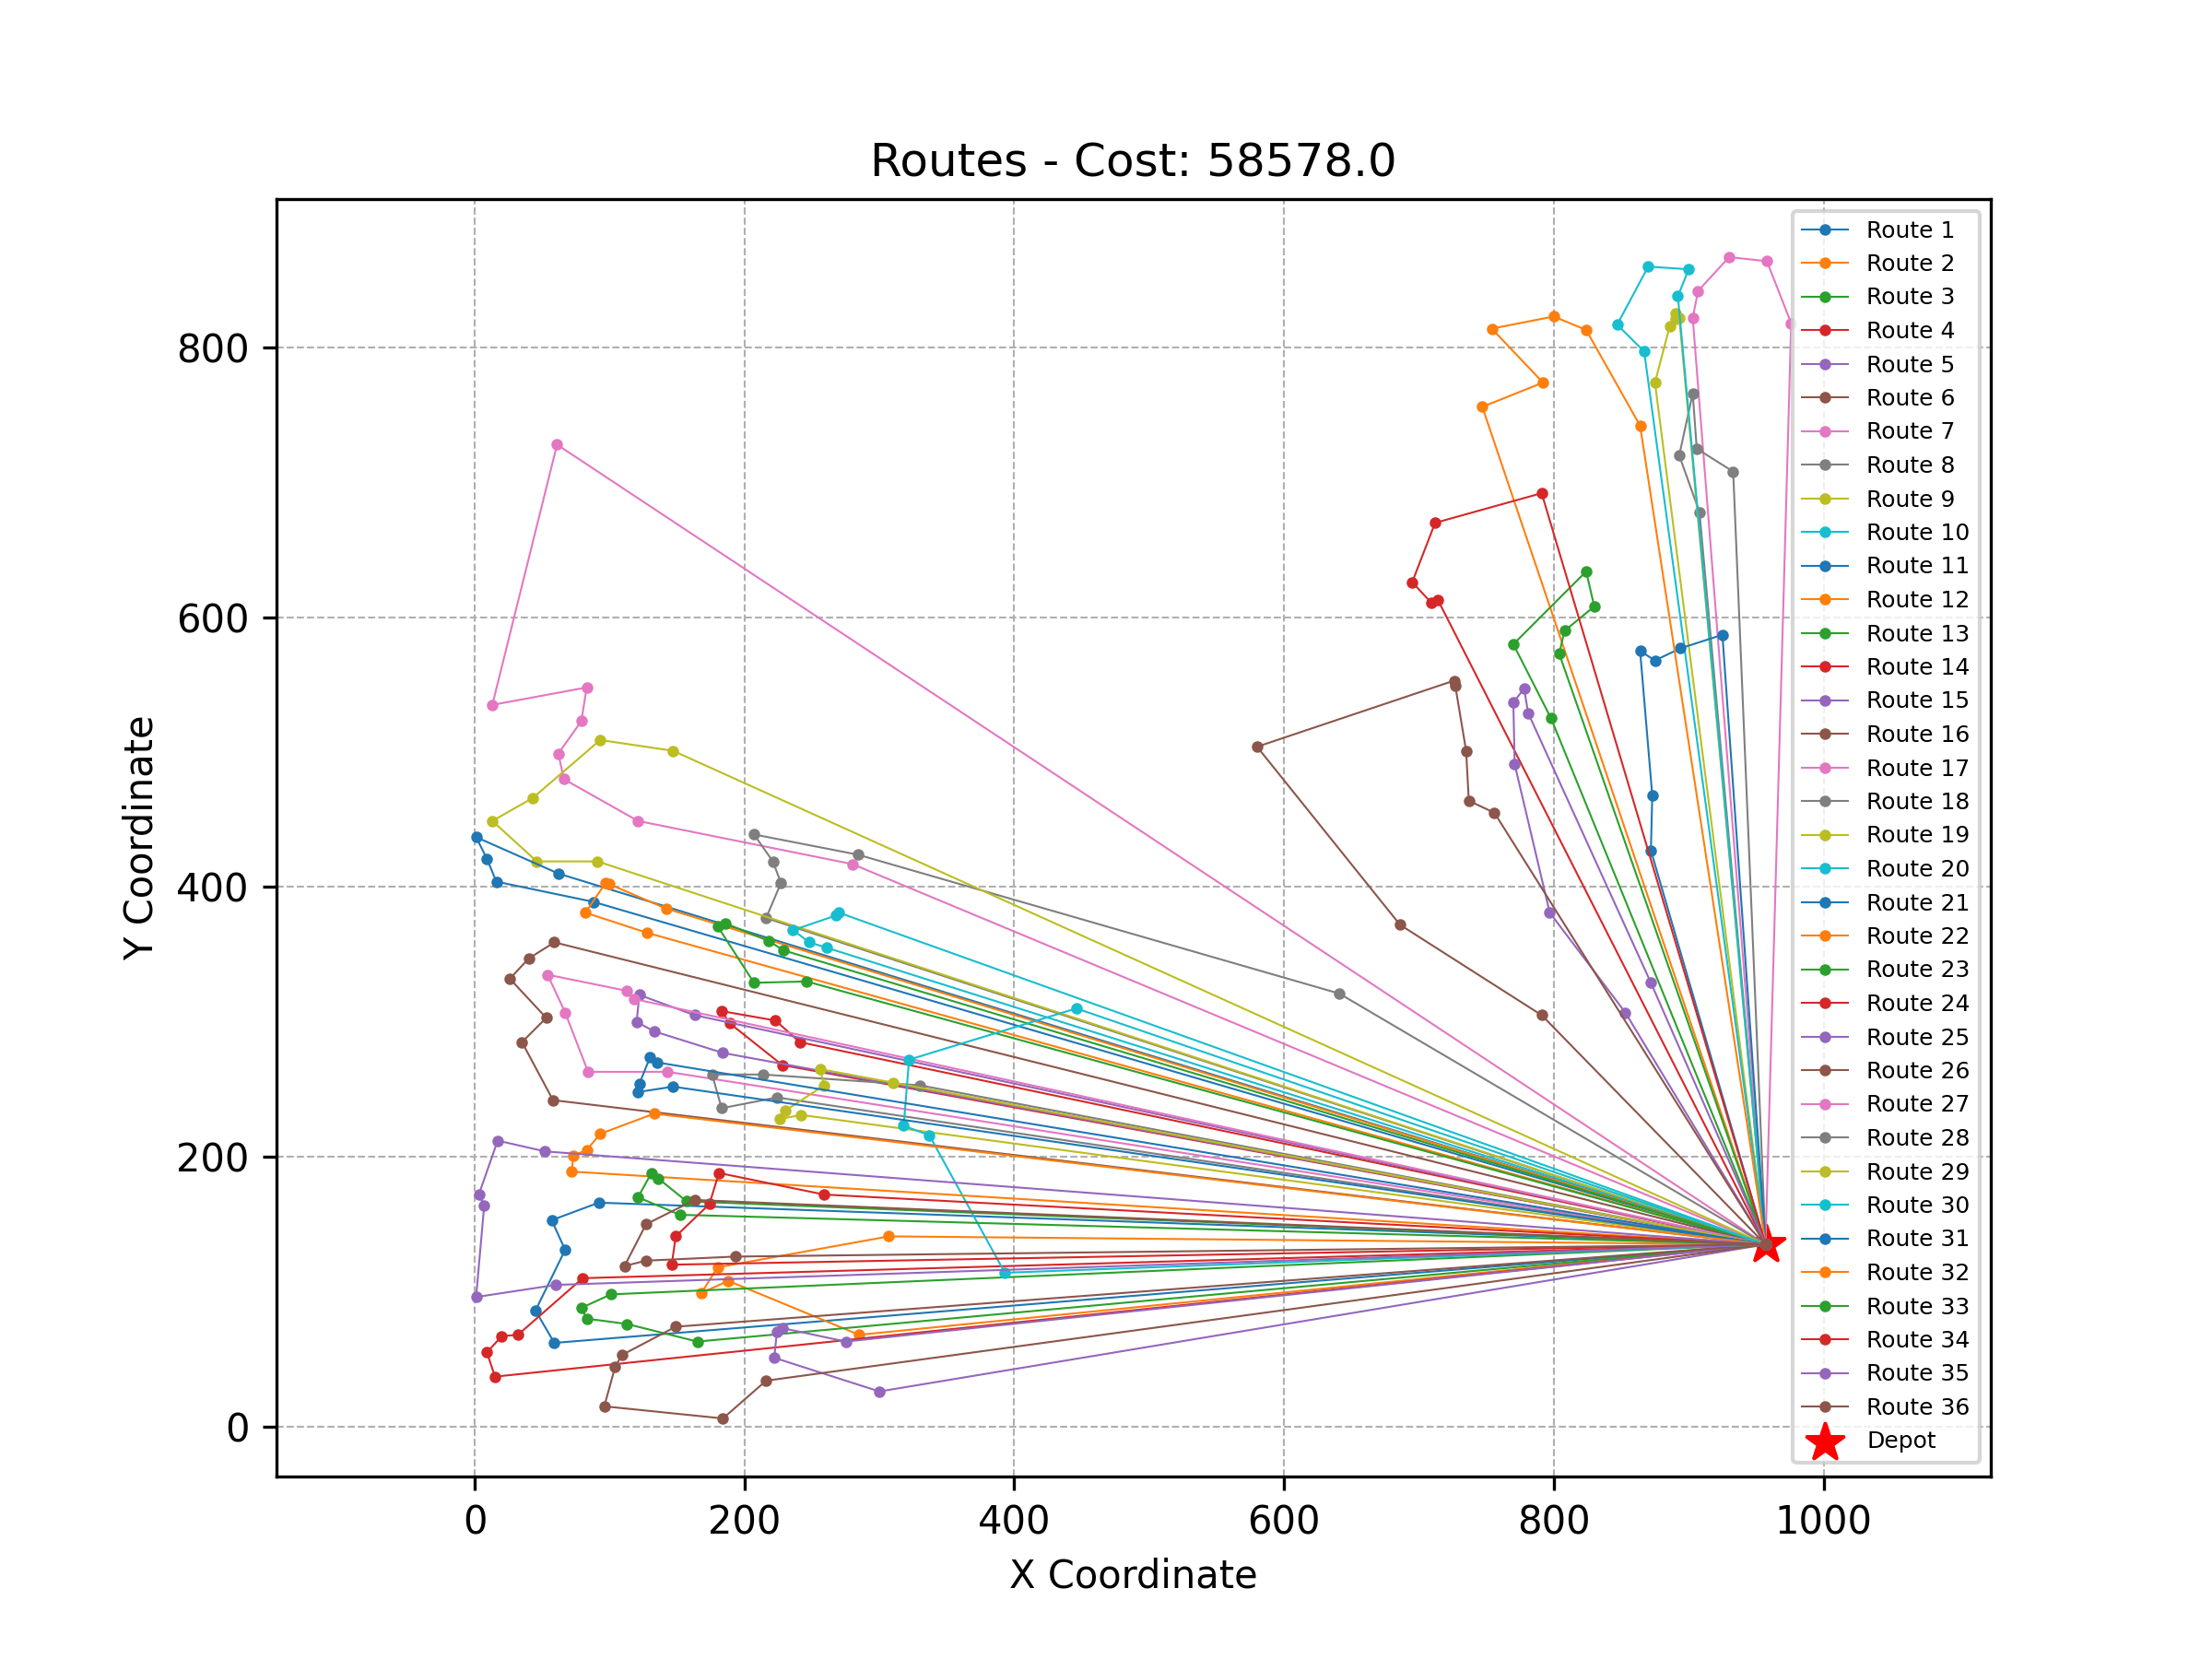 Routes - Cost: 58578.0
Y Coordinate
800
600
400
200
0
0 200 400 600 800 1000
X Coordinate
Route 1
Route 2
Route 3
Route 4
Route 5
Route 6
Route 7
Route 8
Route 9
Route 10
Route 11
Route 12
Route 13
Route 14
Route 15
Route 16
Route 17
Route 18
Route 19
Route 20
Route 21
Route 22
Route 23
Route 24
Route 25
Route 26
Route 27
Route 28
Route 29
Route 30
Route 31
Route 32
Route 33
Route 34
Route 35
Route 36
Depot